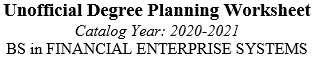 Unofficial Degree Planning Worksheet
Catalog Year: 2020-2021
BS in FINANCIAL ENTERPRISE SYSTEMS